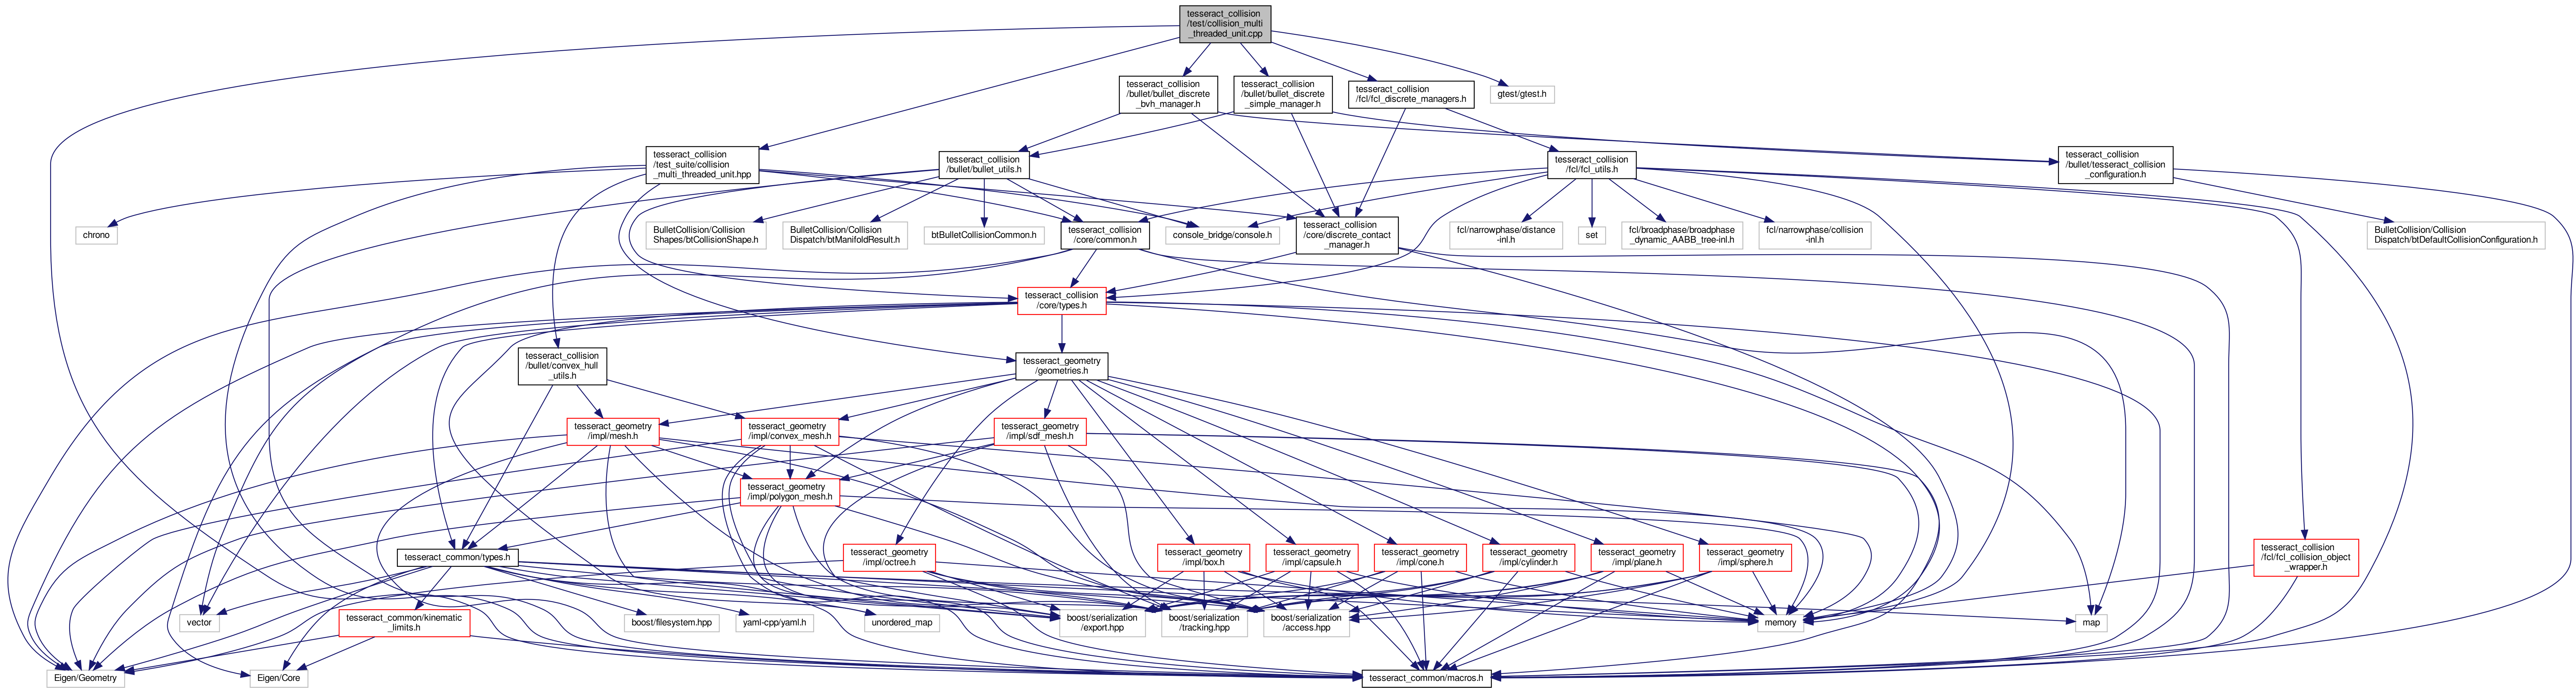 tesseract_collision
/test/collision_multi
_threaded_unit.cpp
tesseract_collision
/bullet/bullet_discrete
_bvh_manager.h
tesseract_collision
/bullet/bullet_discrete
_simple_manager.h
tesseract_collision
/fcl/fcl_discrete_managers.h
gtest/gtest.h
tesseract_collision
/test_suite/collision
_multi_threaded_unit.hpp
tesseract_collision
/bullet/bullet_utils.h
tesseract_collision
/fcl/fcl_utils.h
tesseract_collision
/bullet/tesseract_collision
_configuration.h
chrono
BulletCollision/Collision
Shapes/btCollisionShape.h
BulletCollision/Collision
Dispatch/btManifoldResult.h
btBulletCollisionCommon.h
tesseract_collision
/core/common.h
console_bridge/console.h
tesseract_collision
/core/discrete_contact
_manager.h
fcl/narrowphase/distance
-inl.h
set
fcl/broadphase/broadphase
_dynamic_AABB_tree-inl.h
fcl/narrowphase/collision
-inl.h
BulletCollision/Collision
Dispatch/btDefaultCollisionConfiguration.h
tesseract_collision
/core/types.h
tesseract_collision
/bullet/convex_hull
_utils.h
tesseract_geometry
/geometries.h
tesseract_geometry
/impl/mesh.h
tesseract_geometry
/impl/convex_mesh.h
tesseract_geometry
/impl/sdf_mesh.h
tesseract_geometry
/impl/polygon_mesh.h
tesseract_common/types.h
tesseract_geometry
/impl/octree.h
tesseract_geometry
/impl/box.h
tesseract_geometry
/impl/capsule.h
tesseract_geometry
/impl/cone.h
tesseract_geometry
/impl/cylinder.h
tesseract_geometry
/impl/plane.h
tesseract_geometry
/impl/sphere.h
tesseract_collision
/fcl/fcl_collision_object
_wrapper.h
vector
tesseract_common/kinematic
_limits.h
boost/filesystem.hpp
yaml-cpp/yaml.h
unordered_map
boost/serialization
/export.hpp
boost/serialization
/tracking.hpp
boost/serialization
/access.hpp
memory
map
Eigen/Geometry
Eigen/Core
tesseract_common/macros.h